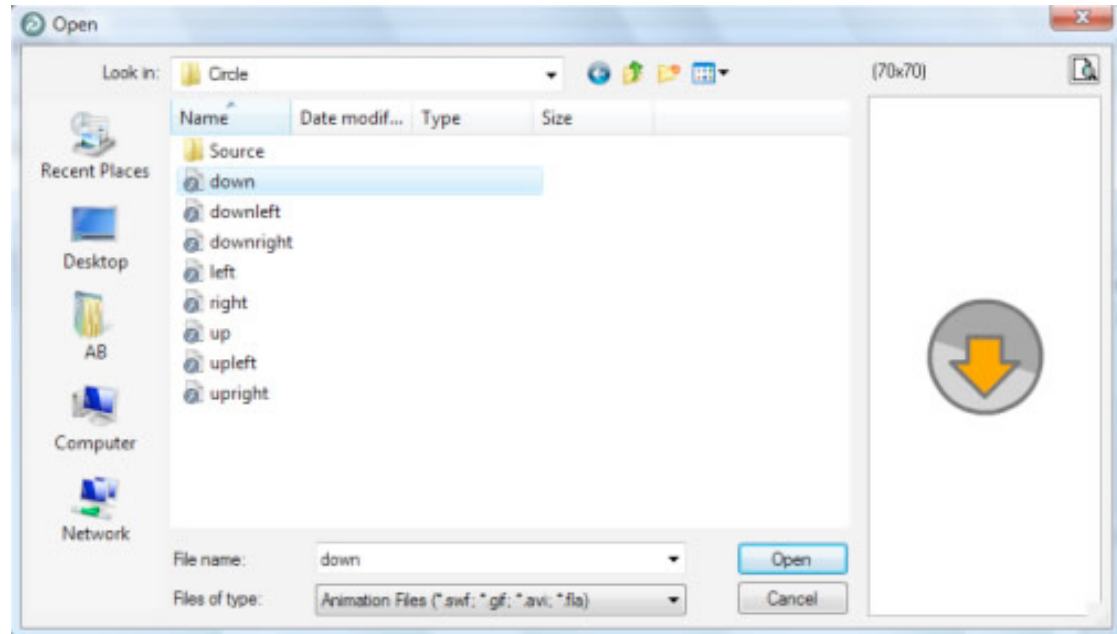 Open
Look in: Circle (70x70)
Name Date modif... Type Size
Source
down
downleft
downright
left
right
up
upleft
upright
Recent Places
Desktop
AB
Computer
Network
File name: down Open
Files of type: Animation Files (*.swf; *.gif; *.avi; *.fla) Cancel